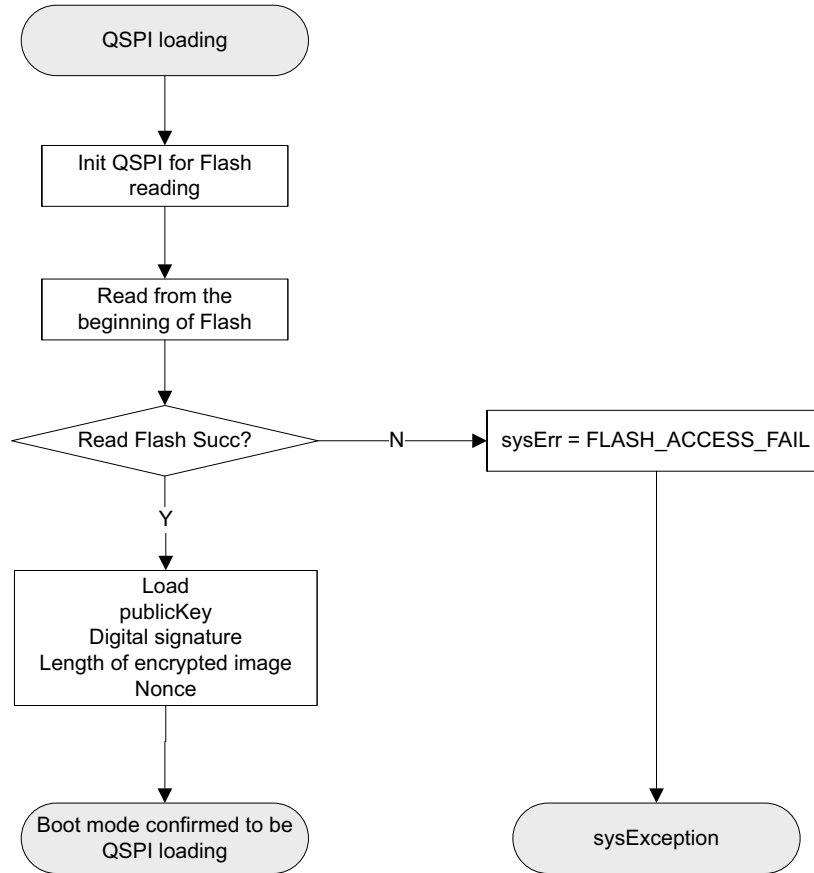 QSPI loading
Init QSPI for Flash
reading
Read from the
beginning of Flash
Read Flash Succ?
N
sysErr = FLASH_ACCESS_FAIL
Y
Load
publicKey
Digital signature
Length of encrypted image
Nonce
Boot mode confirmed to be
QSPI loading
sysException